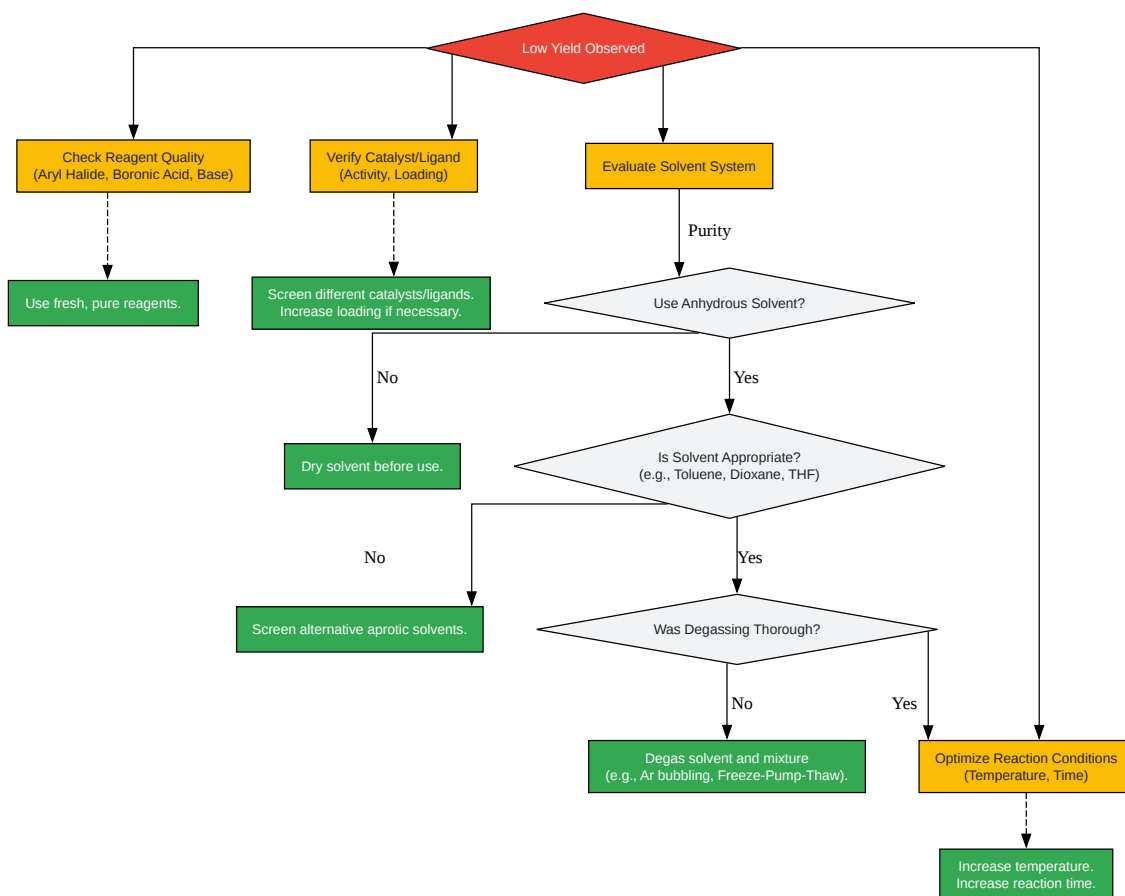 Low Yield Observed
Check Reagent Quality
(Aryl Halide, Boronic Acid, Base)
Verify Catalyst/Ligand
(Activity, Loading)
Evaluate Solvent System
Purity
Use fresh, pure reagents.
Screen different catalysts/ligands.
Increase loading if necessary.
Use Anhydrous Solvent?
No
Yes
Dry solvent before use.
Is Solvent Appropriate?
(e.g., Toluene, Dioxane, THF)
No
Yes
Screen alternative aprotic solvents.
Was Degassing Thorough?
No
Yes
Degas solvent and mixture
(e.g., Ar bubbling, Freeze-Pump-Thaw).
Optimize Reaction Conditions
(Temperature, Time)
Increase temperature.
Increase reaction time.